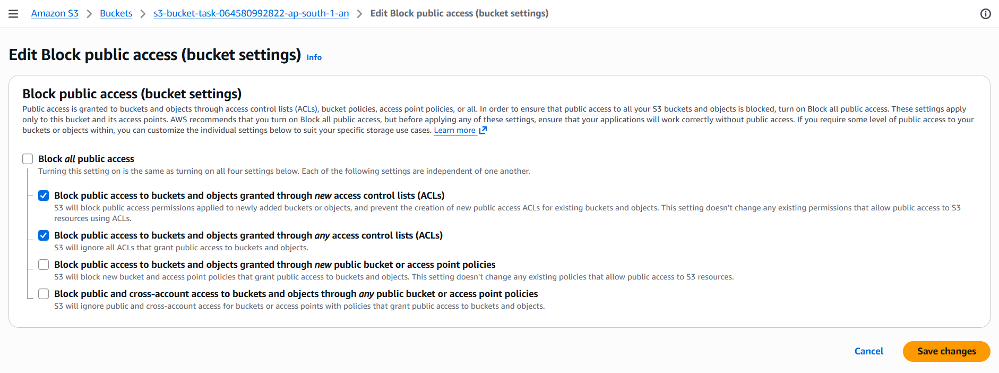 Amazon S3 > Buckets > s3-bucket-task-064580992822-ap-south-1-an > Edit Block public access (bucket settings)
Edit Block public access (bucket settings) Info
Block public access (bucket settings)
Public access is granted to buckets and objects through access control lists (ACLs), bucket policies, access point policies, or all. In order to ensure that public access to all your S3 buckets and objects is blocked, turn on Block all public access. These settings apply
only to this bucket and its access points. AWS recommends that you turn on Block all public access, but before applying any of these settings, ensure that your applications will work correctly without public access. If you require some level of public access to your
buckets or objects within, you can customize the individual settings below to suit your specific storage use cases. Learn more
Block all public access
Turning this setting on is the same as turning on all four settings below. Each of the following settings are independent of one another.
Block public access to buckets and objects granted through new access control lists (ACLs)
S3 will block public access permissions applied to newly added buckets or objects, and prevent the creation of new public access ACLs for existing buckets and objects. This setting doesn't change any existing permissions that allow public access to S3
resources using ACLs.
Block public access to buckets and objects granted through any access control lists (ACLs)
S3 will ignore all ACLs that grant public access to buckets and objects.
Block public access to buckets and objects granted through new public bucket or access point policies
S3 will block new bucket and access point policies that grant public access to buckets and objects. This setting doesn't change any existing policies that allow public access to S3 resources.
Block public and cross-account access to buckets and objects through any public bucket or access point policies
S3 will ignore public and cross-account access for buckets or access points with policies that grant public access to buckets and objects.
Cancel Save changes